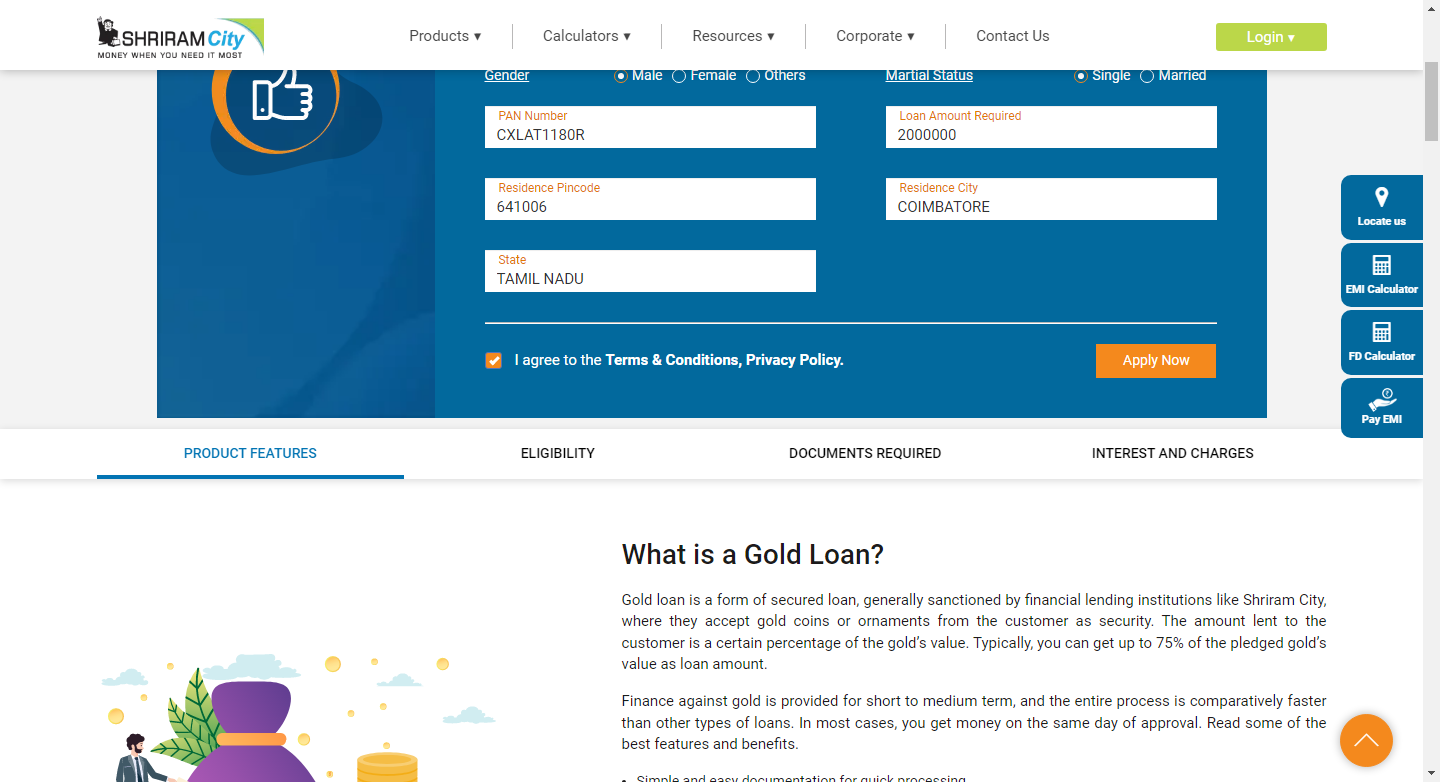 SHRIRAM City
MONEY WHEN YOU NEED IT MOST
Products ▾
Calculators ▾
Resources ▾
Corporate ▾
Contact Us
Login ▾
Gender
Male
Female
Others
Martial Status
Single
Married
PAN Number
CXLAT1180R
Loan Amount Required
2000000
Residence Pincode
641006
Residence City
COIMBATORE
State
TAMIL NADU
I agree to the Terms & Conditions, Privacy Policy.
Apply Now
Locate us
EMI Calculator
FD Calculator
Pay EMI
PRODUCT FEATURES
ELIGIBILITY
DOCUMENTS REQUIRED
INTEREST AND CHARGES
What is a Gold Loan?
Gold loan is a form of secured loan, generally sanctioned by financial lending institutions like Shriram City,
where they accept gold coins or ornaments from the customer as security. The amount lent to the
customer is a certain percentage of the gold’s value. Typically, you can get up to 75% of the pledged gold’s
value as loan amount.
Finance against gold is provided for short to medium term, and the entire process is comparatively faster
than other types of loans. In most cases, you get money on the same day of approval. Read some of the
best features and benefits.
• Simple and easy documentation for quick processing